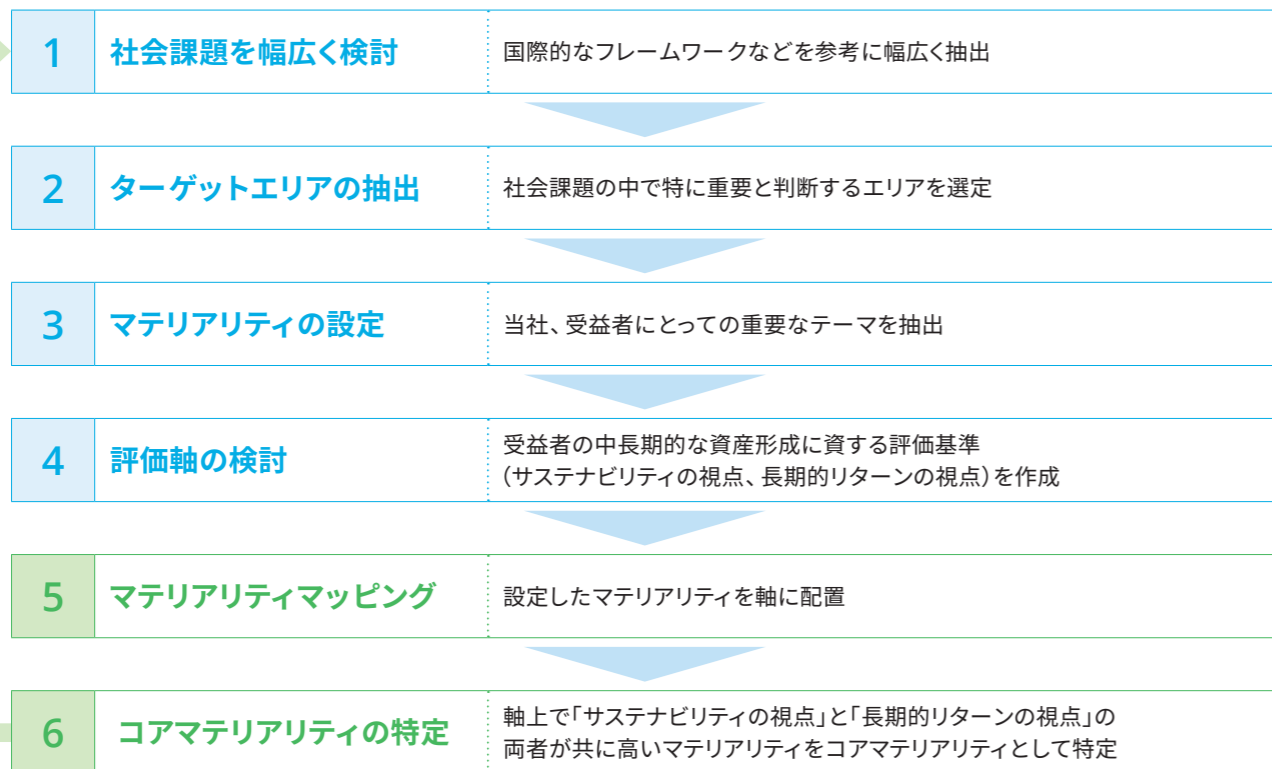 1
社会課題を幅広く検討
国際的なフレームワークなどを参考に幅広く抽出
2
ターゲットエリアの抽出
社会課題の中で特に重要と判断するエリアを選定
3
マテリアリティの設定
当社、受益者にとっての重要なテーマを抽出
4
評価軸の検討
受益者の中長期的な資産形成に資する評価基準
(サステナビリティの視点、長期的リターンの視点)を作成
5
マテリアリティマッピング
設定したマテリアリティを軸に配置
6
コアマテリアリティの特定
軸上で「サステナビリティの視点」と「長期的リターンの視点」の
両者が共に高いマテリアリティをコアマテリアリティとして特定